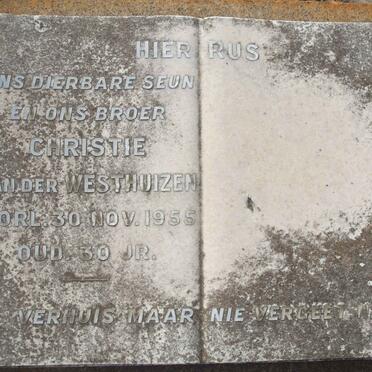 HIER RUS
ONS DIERBARE SEUN
EN ONS BROER
CHRISTIE
VAN DER WESTHUIZEN
OORL. 30 NOV. 1955
OUD. 30 JR.
VERHUIS MAAR NIE VERGEET NIE